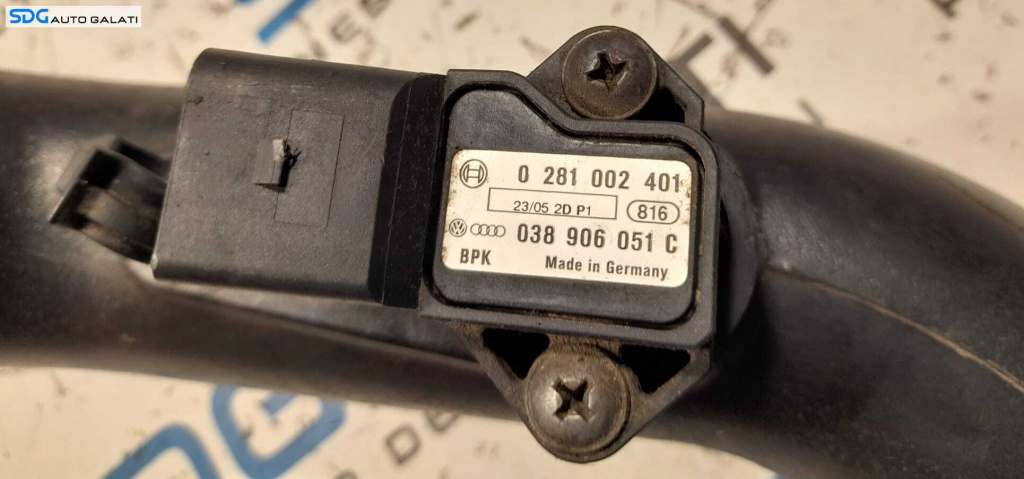 SDG AUTO GALATI
0 281 002 401
23/05 2D P1
816
038 906 051 C
BPK
Made in Germany